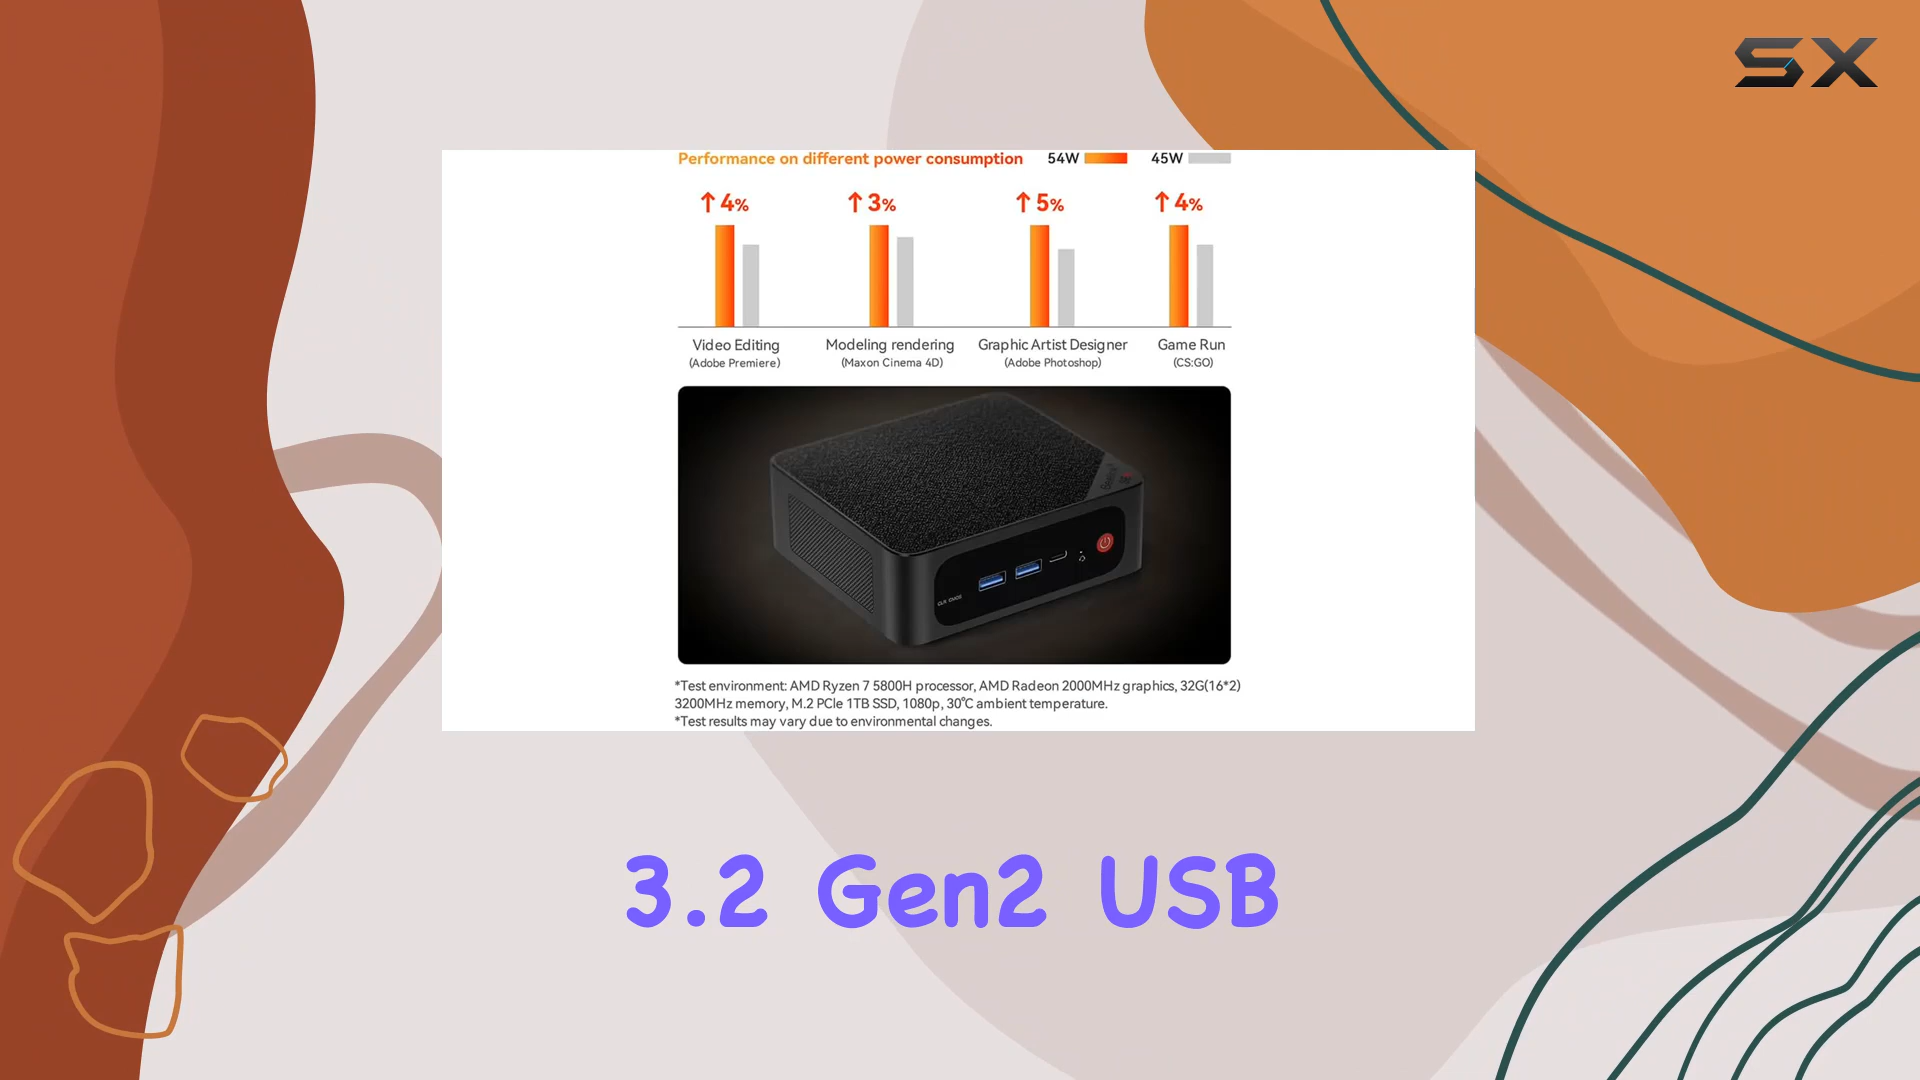 SX
Performance on different power consumption 54W 45W
↑4% ↑3% ↑5% ↑4%
Video Editing Modeling rendering Graphic Artist Designer Game Run
(Adobe Premiere) (Maxon Cinema 4D) (Adobe Photoshop) (CS:GO)
CLR CMOS
*Test environment: AMD Ryzen 7 5800H processor, AMD Radeon 2000MHz graphics, 32G(16*2)
3200MHz memory, M.2 PCIe 1TB SSD, 1080p, 30°C ambient temperature.
*Test results may vary due to environmental changes.
3.2 Gen2 USB